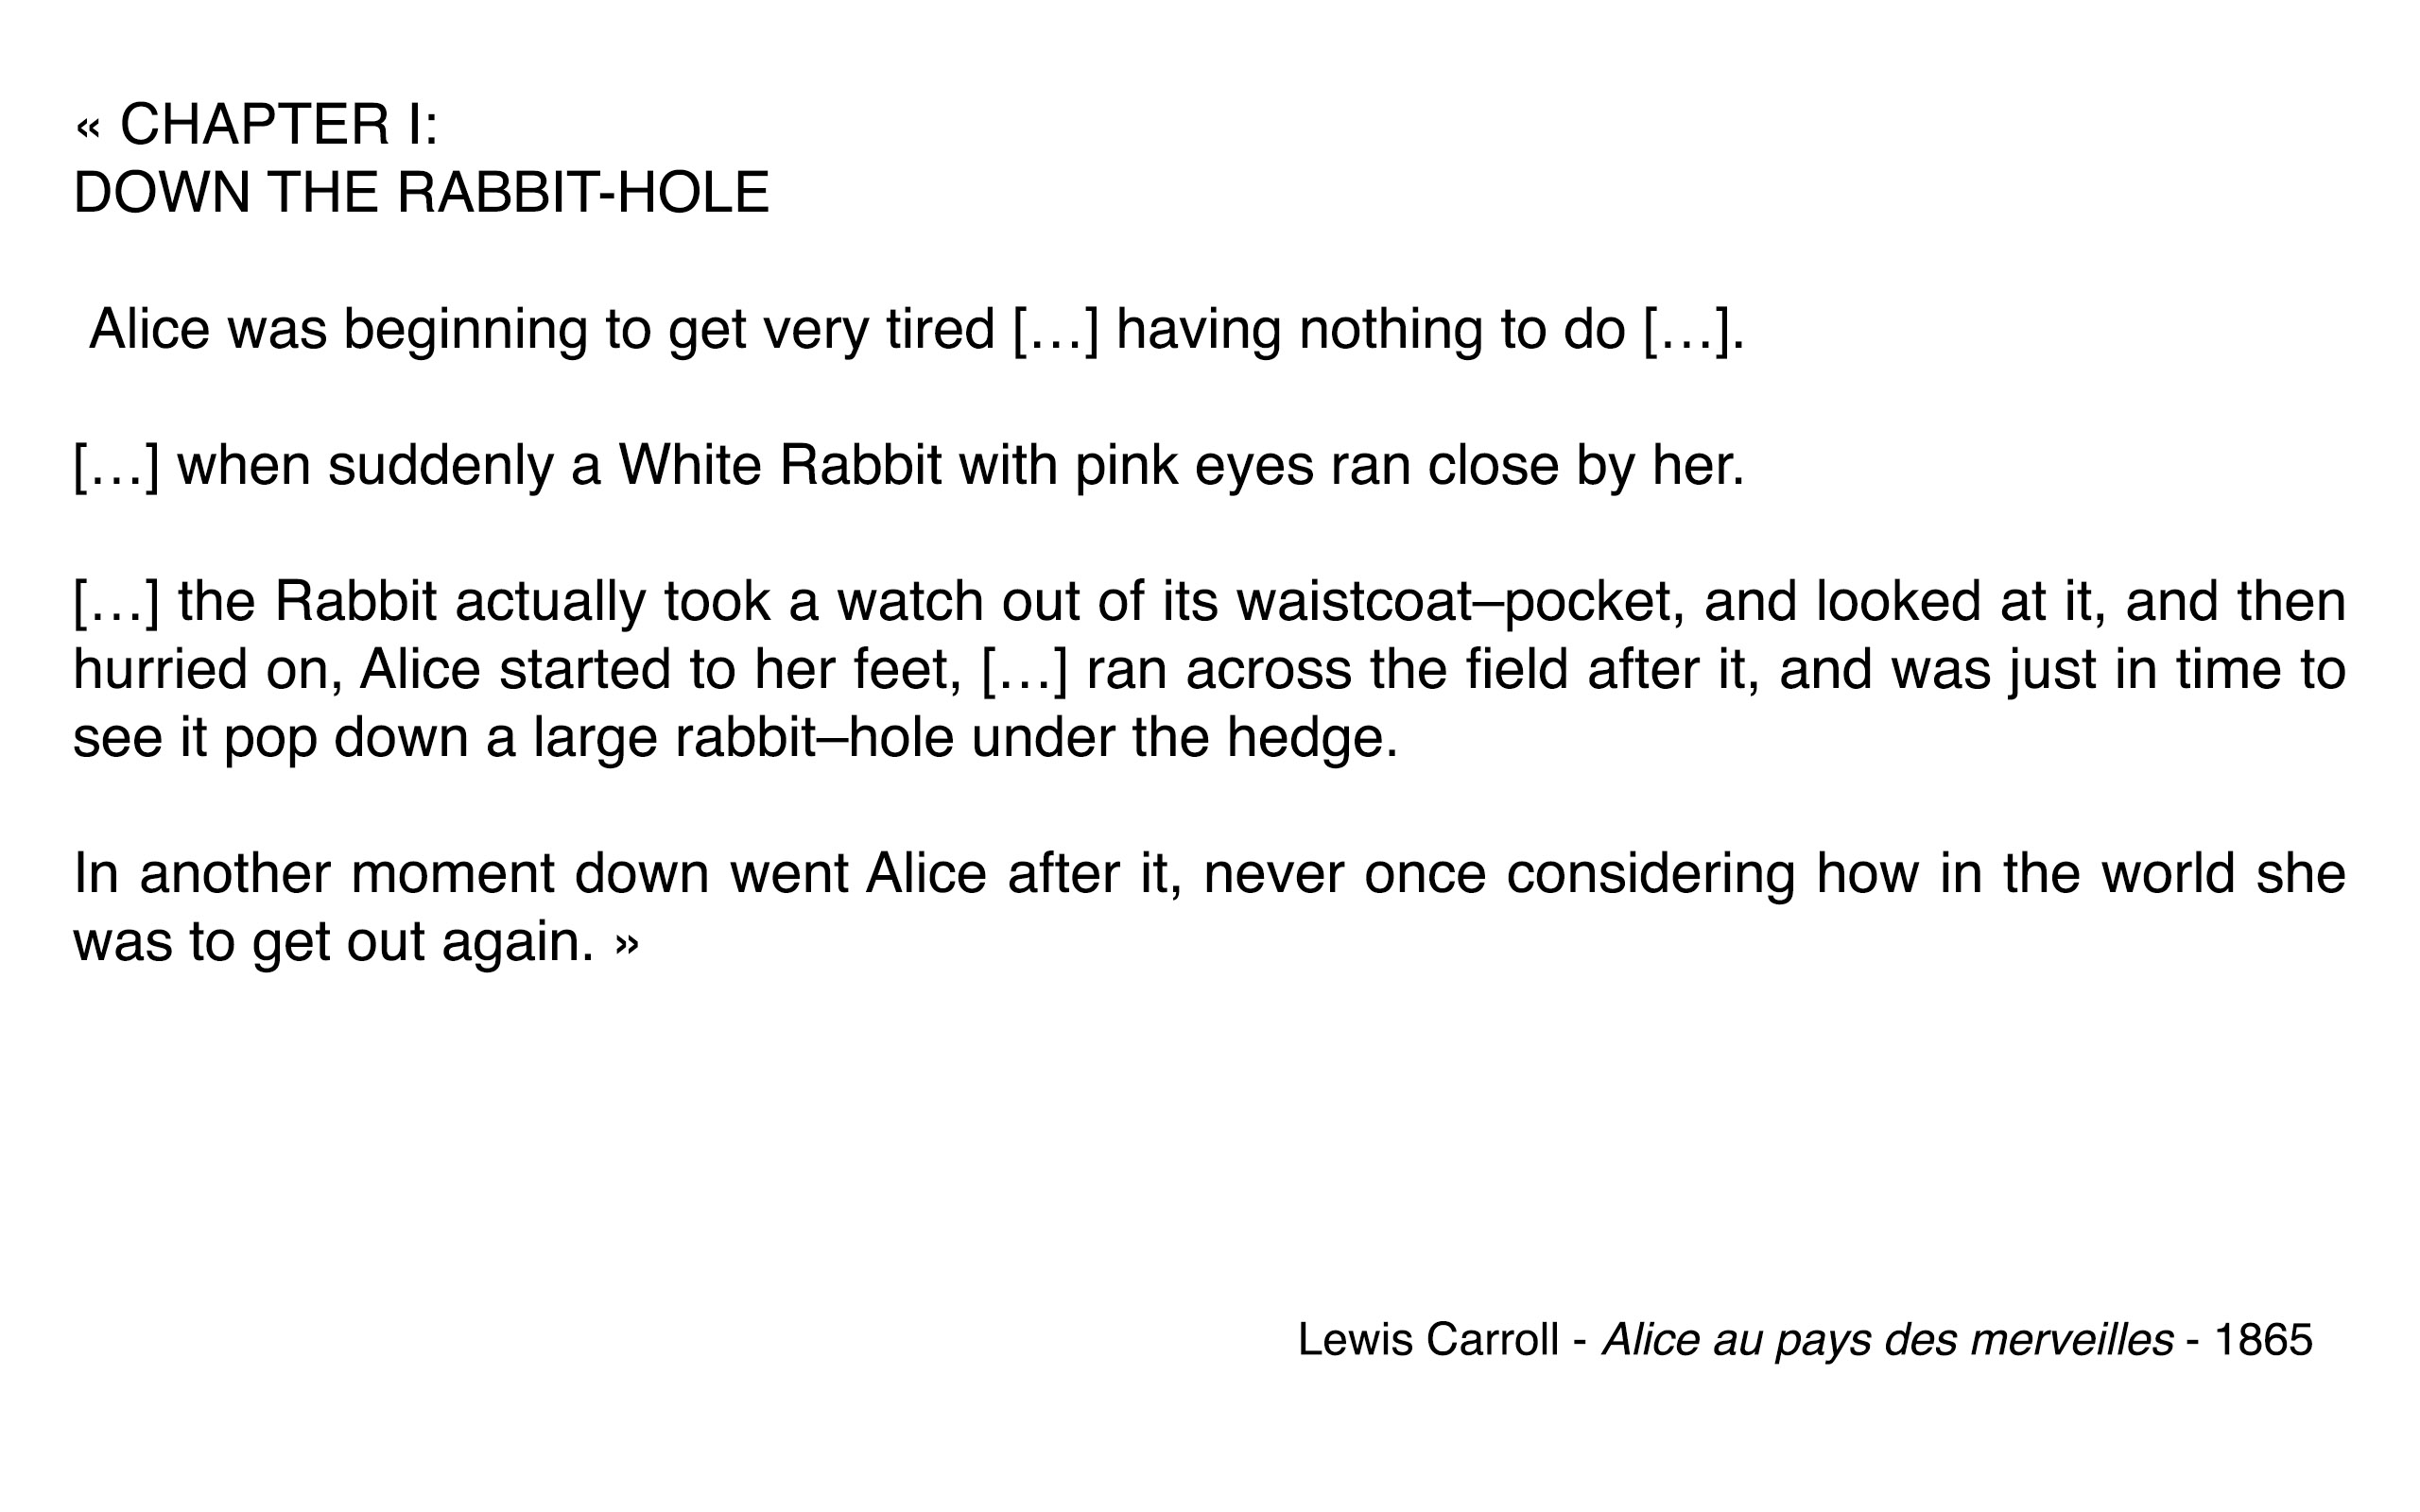 « CHAPTER I:
DOWN THE RABBIT-HOLE
Alice was beginning to get very tired […] having nothing to do […].
[…] when suddenly a White Rabbit with pink eyes ran close by her.
[…] the Rabbit actually took a watch out of its waistcoat–pocket, and looked at it, and then
hurried on, Alice started to her feet, […] ran across the field after it, and was just in time to
see it pop down a large rabbit–hole under the hedge.
In another moment down went Alice after it, never once considering how in the world she
was to get out again. »
Lewis Carroll - Alice au pays des merveilles - 1865